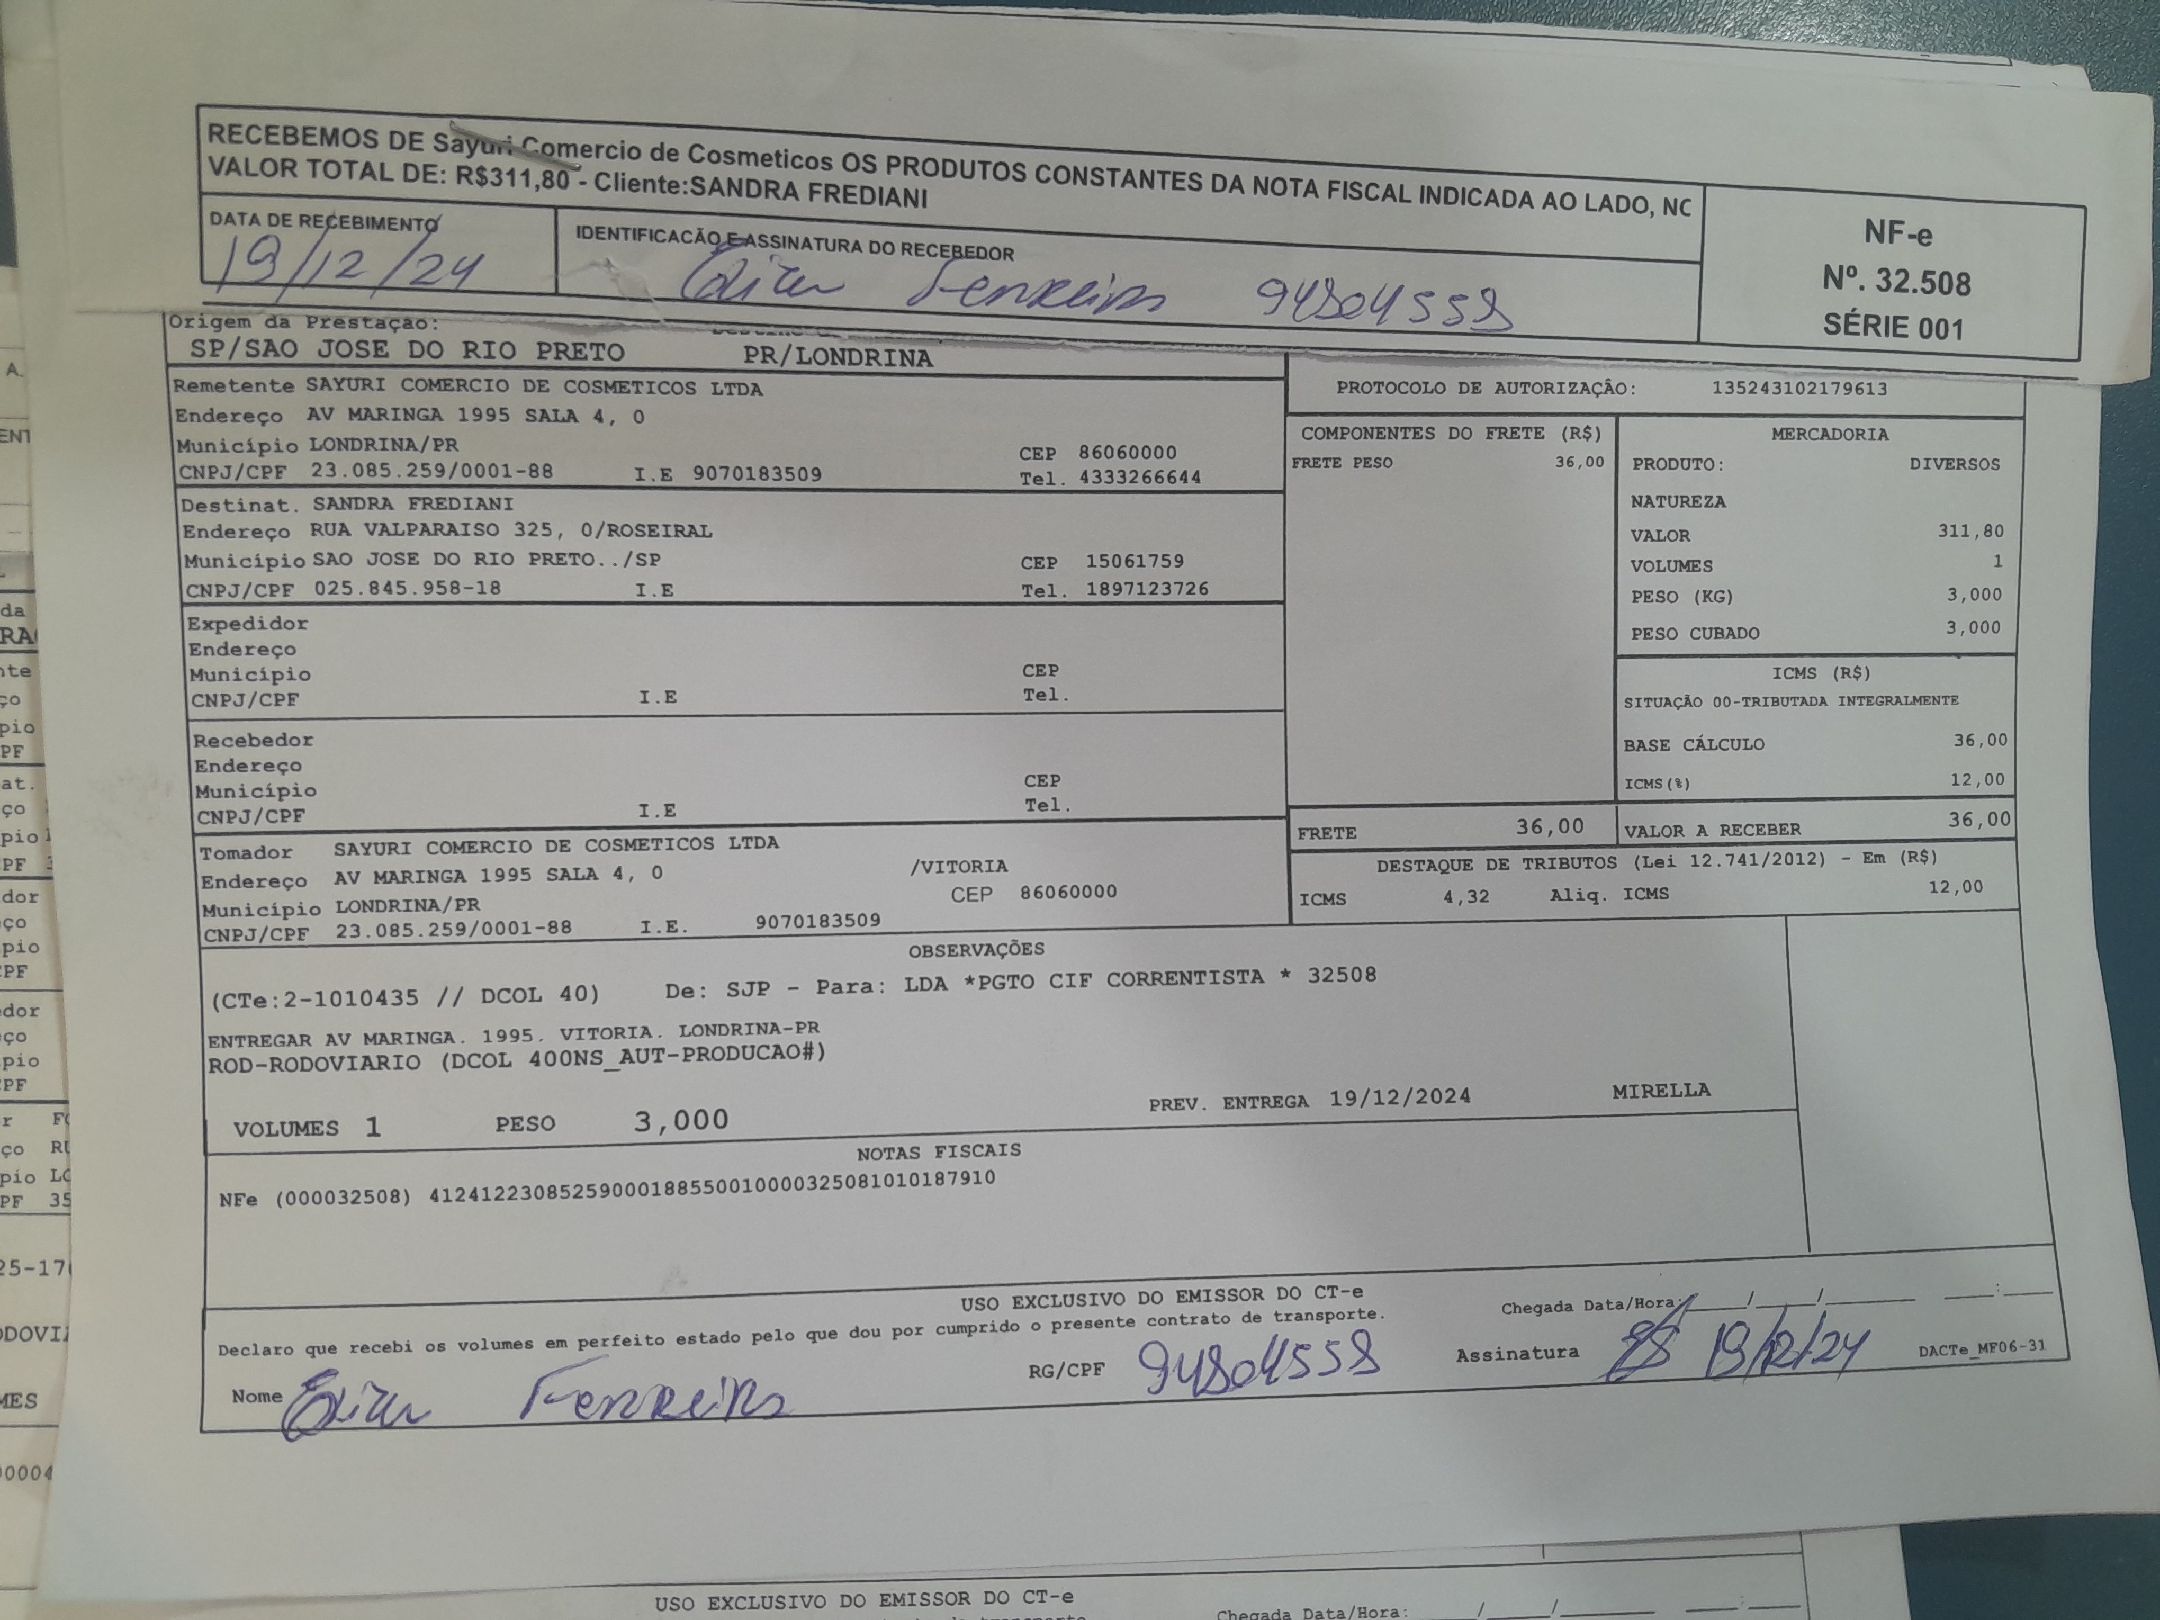 RECEBEMOS DE Sayuri Comercio de Cosmeticos OS PRODUTOS CONSTANTES DA NOTA FISCAL INDICADA AO LADO, NO
VALOR TOTAL DE: R$311,80 - Cliente:SANDRA FREDIANI
DATA DE RECEBIMENTO
19/12/24
IDENTIFICACÃO E ASSINATURA DO RECEBEDOR
Ferreira 94804559
NF-e
Nº. 32.508
SÉRIE 001
Origem da Prestação:
SP/SAO JOSE DO RIO PRETO PR/LONDRINA
Remetente SAYURI COMERCIO DE COSMETICOS LTDA
Endereço AV MARINGA 1995 SALA 4, 0
Município LONDRINA/PR CEP 86060000
CNPJ/CPF 23.085.259/0001-88 I.E 9070183509 Tel. 4333266644
Destinat. SANDRA FREDIANI
Endereço RUA VALPARAISO 325, 0/ROSEIRAL
Município SAO JOSE DO RIO PRETO../SP CEP 15061759
CNPJ/CPF 025.845.958-18 I.E Tel. 1897123726
Expedidor
Endereço
Município CEP
CNPJ/CPF I.E Tel.
Recebedor
Endereço
Município CEP
CNPJ/CPF I.E Tel.
Tomador SAYURI COMERCIO DE COSMETICOS LTDA
Endereço AV MARINGA 1995 SALA 4, 0 /VITORIA
Município LONDRINA/PR CEP 86060000
CNPJ/CPF 23.085.259/0001-88 I.E. 9070183509
PROTOCOLO DE AUTORIZAÇÃO: 135243102179613
COMPONENTES DO FRETE (R$)
FRETE PESO 36,00
MERCADORIA
PRODUTO: DIVERSOS
NATUREZA
VALOR 311,80
VOLUMES 1
PESO (KG) 3,000
PESO CUBADO 3,000
ICMS (R$)
SITUAÇÃO 00-TRIBUTADA INTEGRALMENTE
BASE CÁLCULO 36,00
ICMS(%) 12,00
FRETE 36,00 VALOR A RECEBER 36,00
DESTAQUE DE TRIBUTOS (Lei 12.741/2012) - Em (R$)
ICMS 4,32 Aliq. ICMS 12,00
OBSERVAÇÕES
(CTe:2-1010435 // DCOL 40) De: SJP - Para: LDA *PGTO CIF CORRENTISTA * 32508
ENTREGAR AV MARINGA. 1995. VITORIA. LONDRINA-PR
ROD-RODOVIARIO (DCOL 400NS_AUT-PRODUCAO#)
PREV. ENTREGA 19/12/2024 MIRELLA
VOLUMES 1 PESO 3,000
NOTAS FISCAIS
NFe (000032508) 41241223085259000188550010000325081010187910
USO EXCLUSIVO DO EMISSOR DO CT-e
Declaro que recebi os volumes em perfeito estado pelo que dou por cumprido o presente contrato de transporte.
Chegada Data/Hora: / / :
Nome Ferreira RG/CPF 94804559 Assinatura 19/12/24 DACTe_MF06-31
USO EXCLUSIVO DO EMISSOR DO CT-e
Chegada Data/Hora: / /